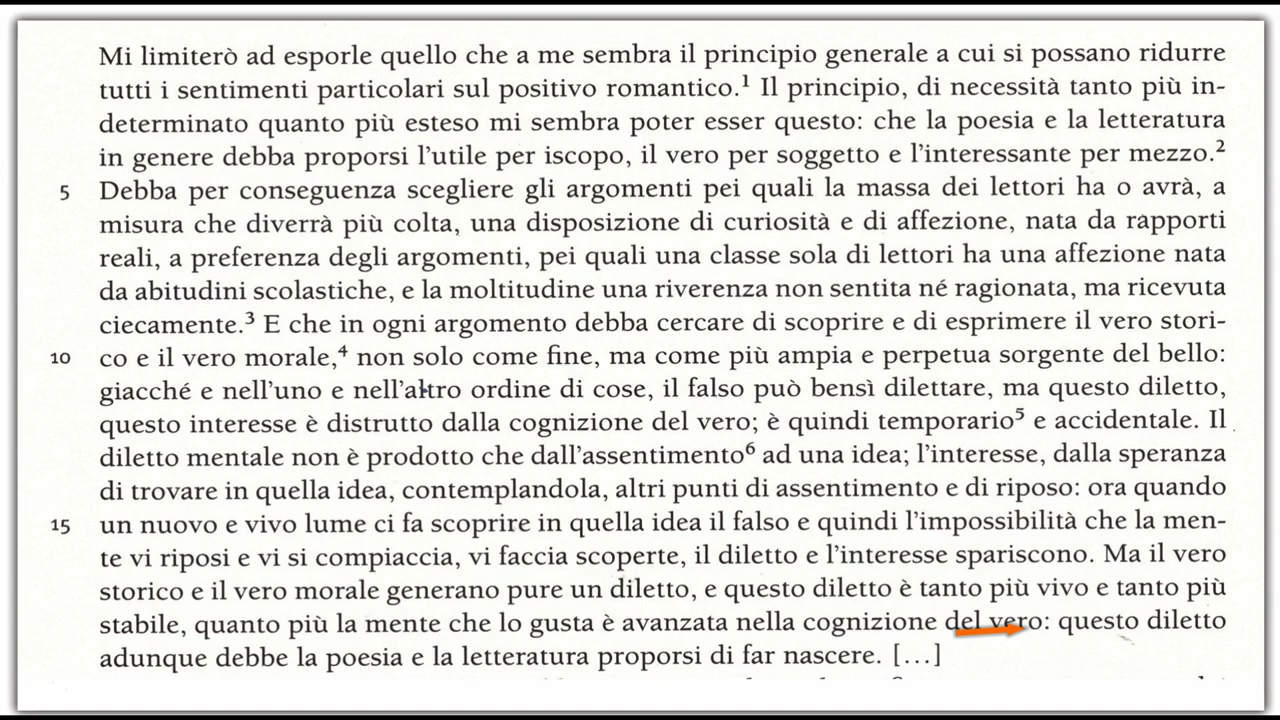 Mi limiterò ad esporle quello che a me sembra il principio generale a cui si possano ridurre
tutti i sentimenti particolari sul positivo romantico.¹ Il principio, di necessità tanto più in-
determinato quanto più esteso mi sembra poter esser questo: che la poesia e la letteratura
in genere debba proporsi l'utile per iscopo, il vero per soggetto e l'interessante per mezzo.²
5 Debba per conseguenza scegliere gli argomenti pei quali la massa dei lettori ha o avrà, a
misura che diverrà più colta, una disposizione di curiosità e di affezione, nata da rapporti
reali, a preferenza degli argomenti, pei quali una classe sola di lettori ha una affezione nata
da abitudini scolastiche, e la moltitudine una riverenza non sentita né ragionata, ma ricevuta
ciecamente.³ E che in ogni argomento debba cercare di scoprire e di esprimere il vero stori-
10 co e il vero morale,⁴ non solo come fine, ma come più ampia e perpetua sorgente del bello:
giacché e nell'uno e nell'altro ordine di cose, il falso può bensì dilettare, ma questo diletto,
questo interesse è distrutto dalla cognizione del vero; è quindi temporario⁵ e accidentale. Il
diletto mentale non è prodotto che dall'assentimento⁶ ad una idea; l'interesse, dalla speranza
di trovare in quella idea, contemplandola, altri punti di assentimento e di riposo: ora quando
15 un nuovo e vivo lume ci fa scoprire in quella idea il falso e quindi l'impossibilità che la men-
te vi riposi e vi si compiaccia, vi faccia scoperte, il diletto e l'interesse spariscono. Ma il vero
storico e il vero morale generano pure un diletto, e questo diletto è tanto più vivo e tanto più
stabile, quanto più la mente che lo gusta è avanzata nella cognizione del vero: questo diletto
adunque debbe la poesia e la letteratura proporsi di far nascere. [...]